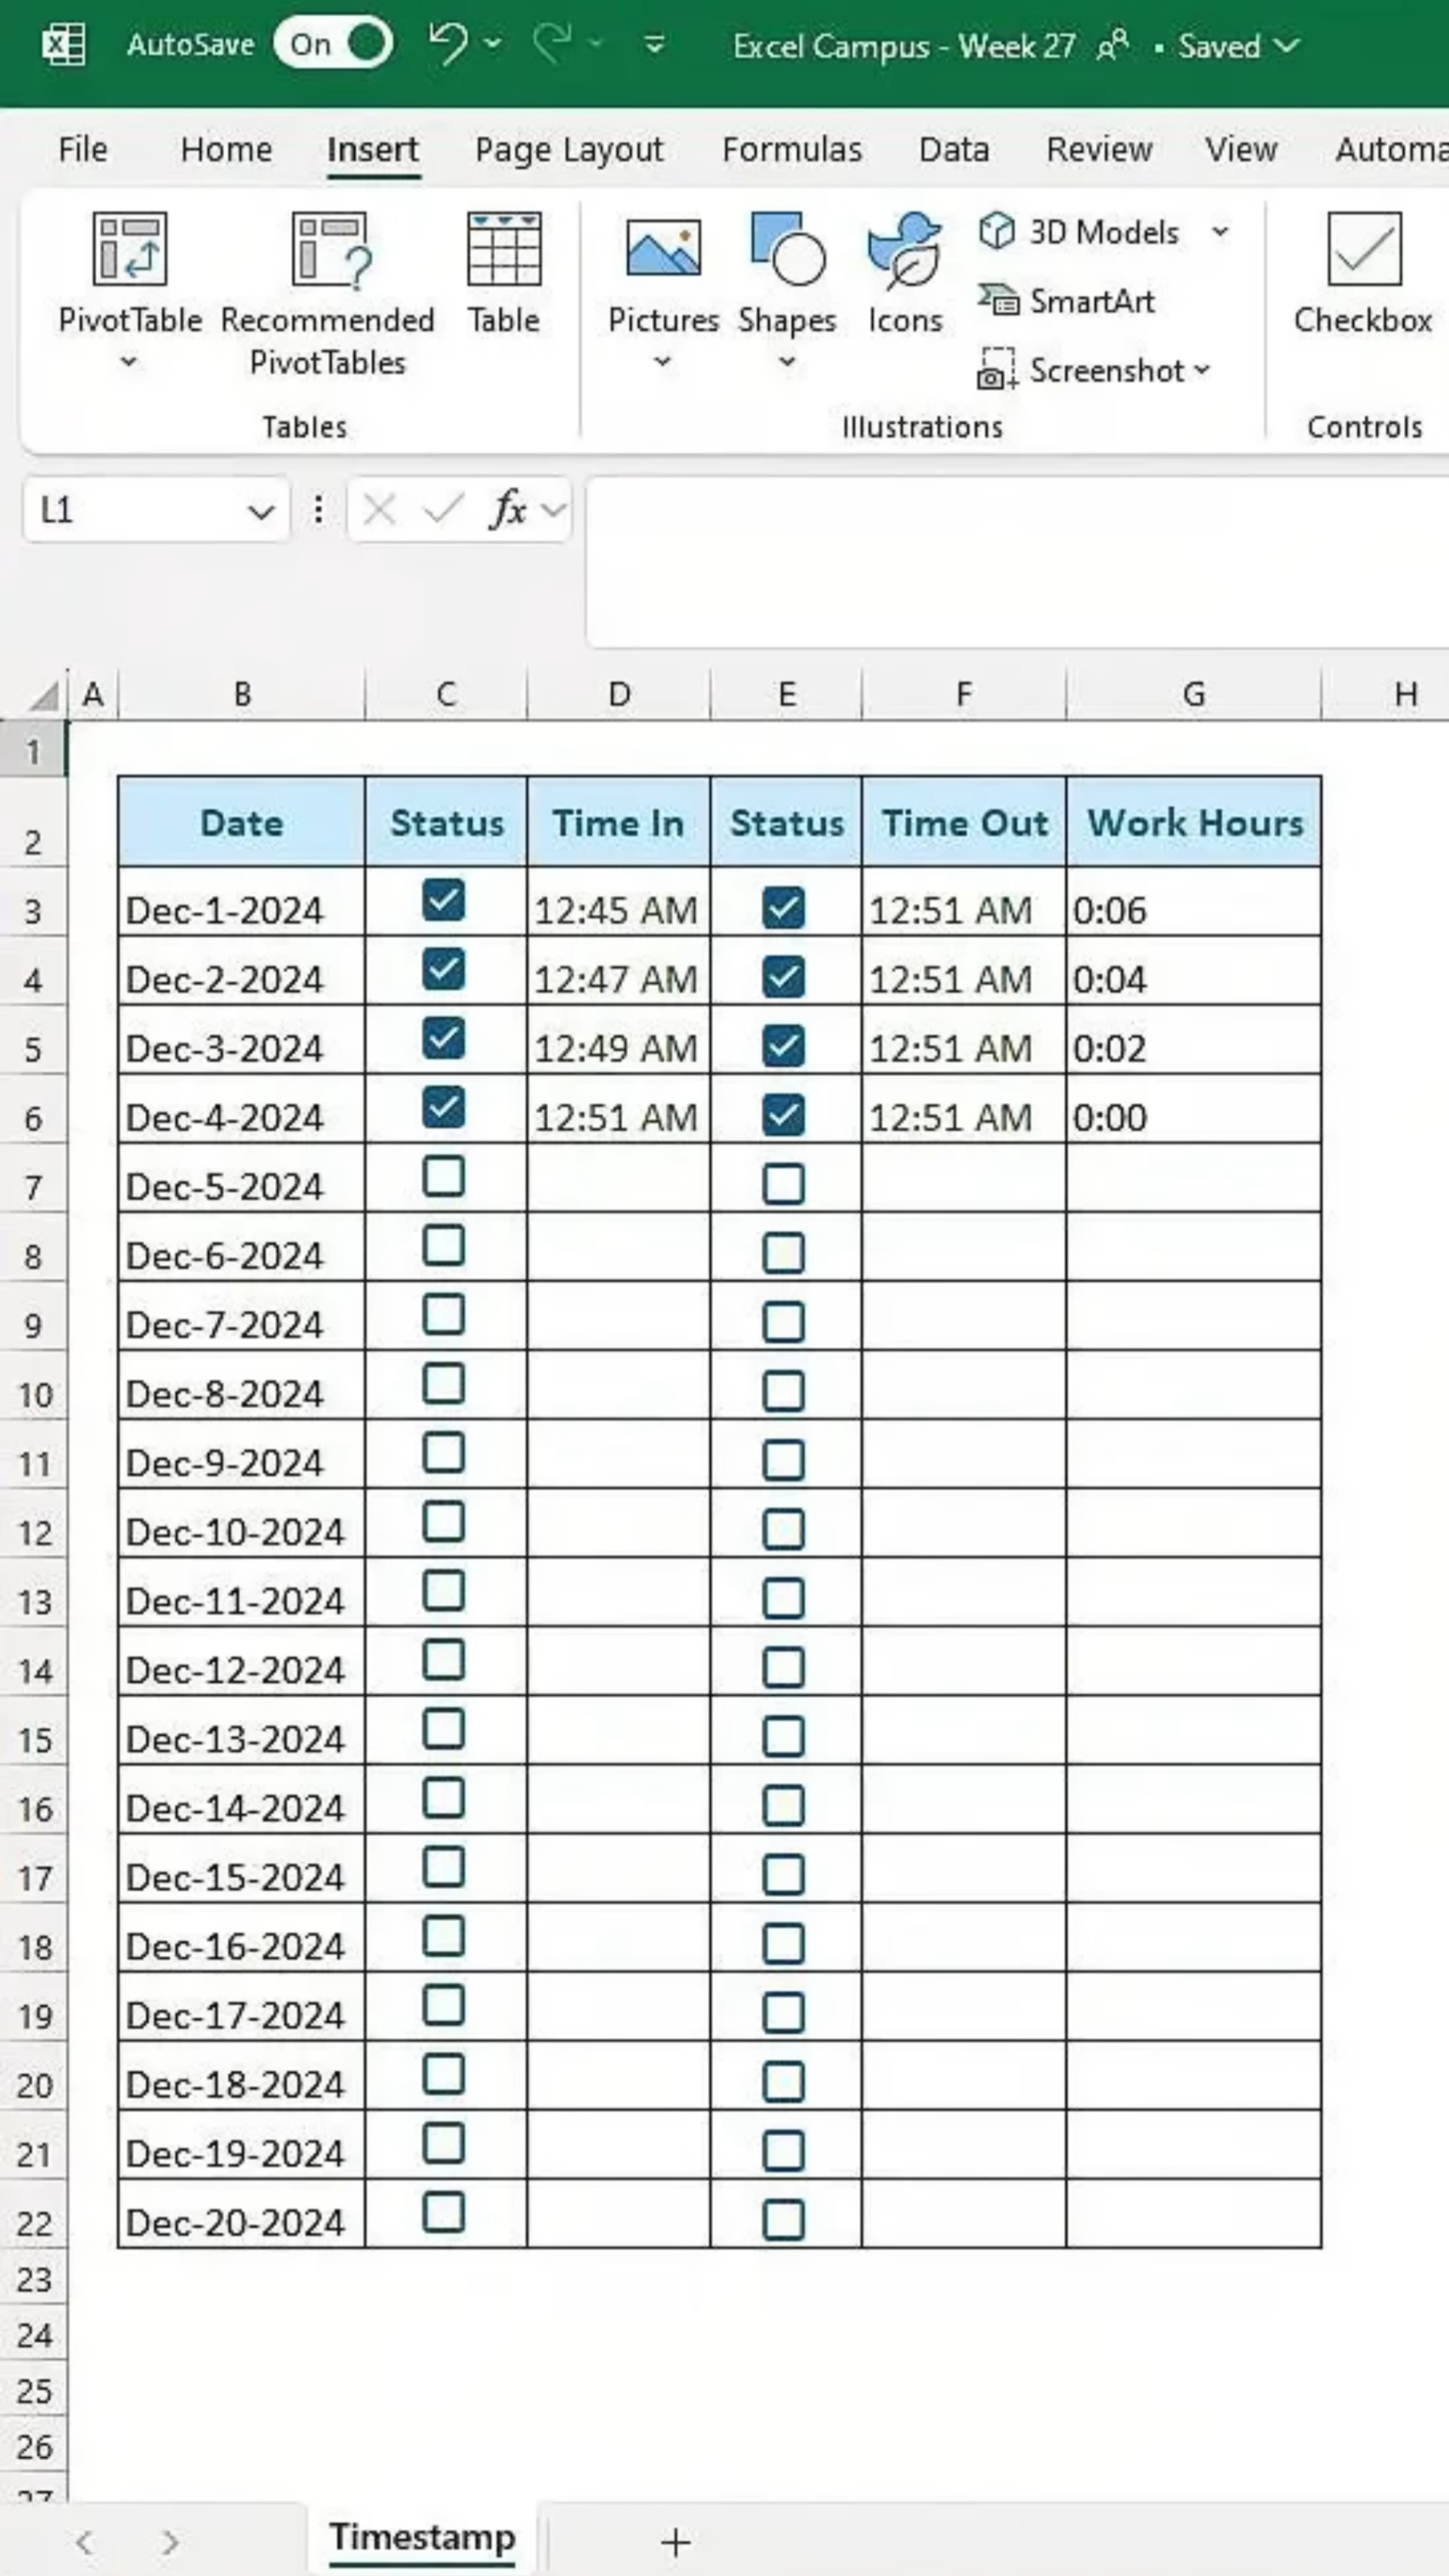 AutoSave On Excel Campus - Week 27 • Saved
File Home Insert Page Layout Formulas Data Review View Automa
PivotTable Recommended PivotTables Table Pictures Shapes Icons 3D Models SmartArt Screenshot Checkbox
Tables Illustrations Controls
L1 fx
A B C D E F G H
1
2 Date Status Time In Status Time Out Work Hours
3 Dec-1-2024 12:45 AM 12:51 AM 0:06
4 Dec-2-2024 12:47 AM 12:51 AM 0:04
5 Dec-3-2024 12:49 AM 12:51 AM 0:02
6 Dec-4-2024 12:51 AM 12:51 AM 0:00
7 Dec-5-2024
8 Dec-6-2024
9 Dec-7-2024
10 Dec-8-2024
11 Dec-9-2024
12 Dec-10-2024
13 Dec-11-2024
14 Dec-12-2024
15 Dec-13-2024
16 Dec-14-2024
17 Dec-15-2024
18 Dec-16-2024
19 Dec-17-2024
20 Dec-18-2024
21 Dec-19-2024
22 Dec-20-2024
23
24
25
26
27
Timestamp +